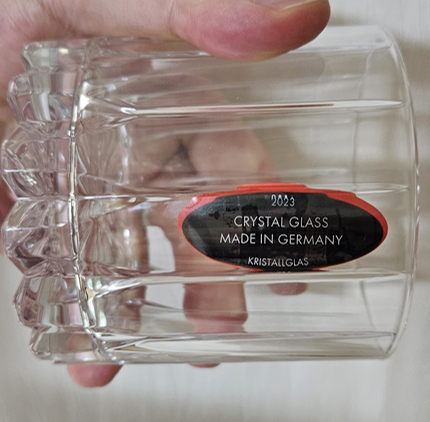 2023
CRYSTAL GLASS
MADE IN GERMANY
KRISTALLGLAS